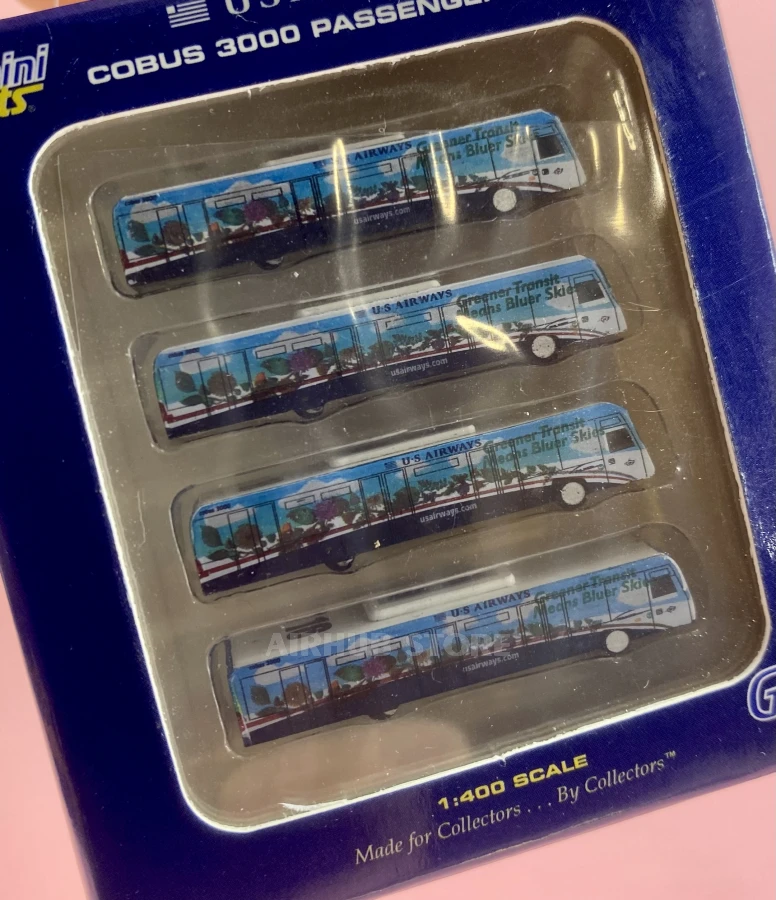 COBUS 3000
U·S AIRWAYS
Greener Transit
Means Bluer Skies
usairways.com
U·S AIRWAYS
Greener Transit
Means Bluer Skies
usairways.com
U·S AIRWAYS
Greener Transit
Means Bluer Skies
usairways.com
U·S AIRWAYS
Greener Transit
Means Bluer Skies
usairways.com
AIRHUB STORE
1:400 SCALE
Made for Collectors . . . By Collectors™